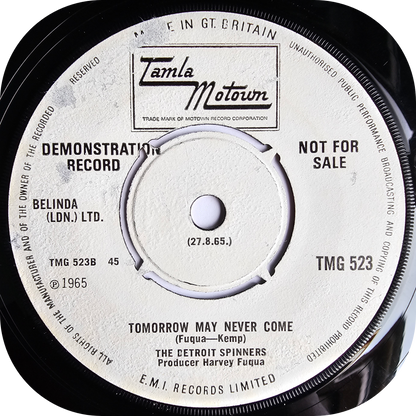 MADE IN GT. BRITAIN
UNAUTHORISED PUBLIC PERFORMANCE BROADCASTING AND COPYING OF THIS RECORD PROHIBITED
ALL RIGHTS OF THE MANUFACTURER AND OF THE OWNER OF THE RECORDED WORK RESERVED
Tamla
Motown
TRADE MARK OF MOTOWN RECORD CORPORATION
DEMONSTRATION
RECORD
NOT FOR
SALE
BELINDA
(LDN.) LTD.
(27.8.65.)
TMG 523B 45
TMG 523
℗ 1965
TOMORROW MAY NEVER COME
(Fuqua—Kemp)
THE DETROIT SPINNERS
Producer Harvey Fuqua
E.M.I. RECORDS LIMITED